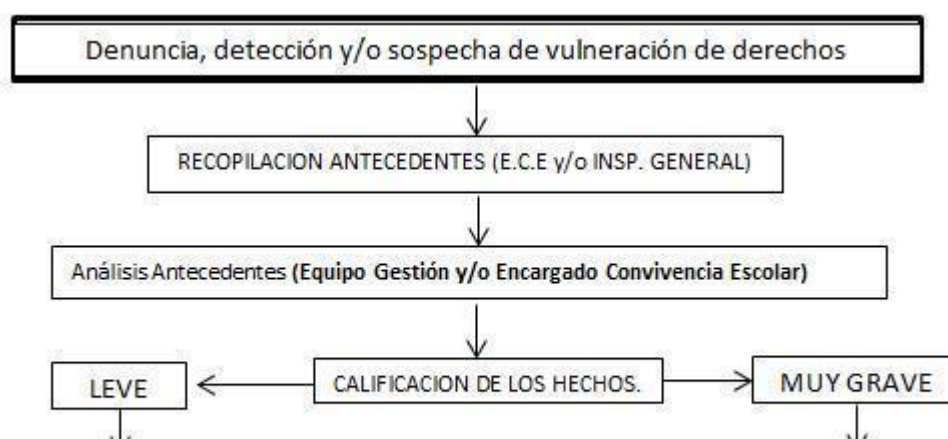 Denuncia, detección y/o sospecha de vulneración de derechos
RECOPILACION ANTECEDENTES (E.C.E y/o INSP. GENERAL)
Análisis Antecedentes (Equipo Gestión y/o Encargado Convivencia Escolar)
LEVE
CALIFICACION DE LOS HECHOS.
MUY GRAVE